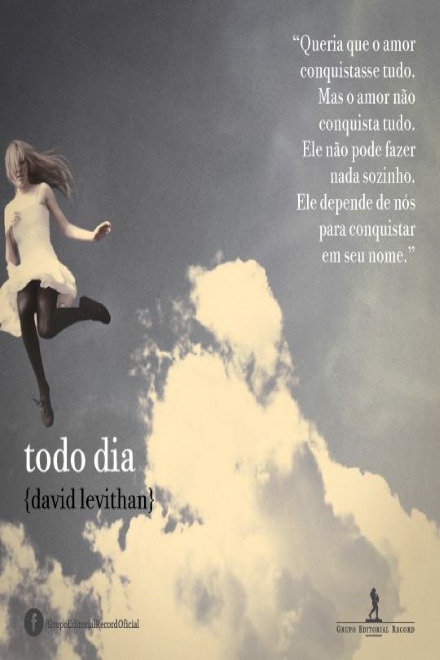 “Queria que o amor
conquistasse tudo.
Mas o amor não
conquista tudo.
Ele não pode fazer
nada sozinho.
Ele depende de nós
para conquistar
em seu nome.”
todo dia
{david levithan}
f GrupoEditorialRecordOficial
GRUPO EDITORIAL RECORD